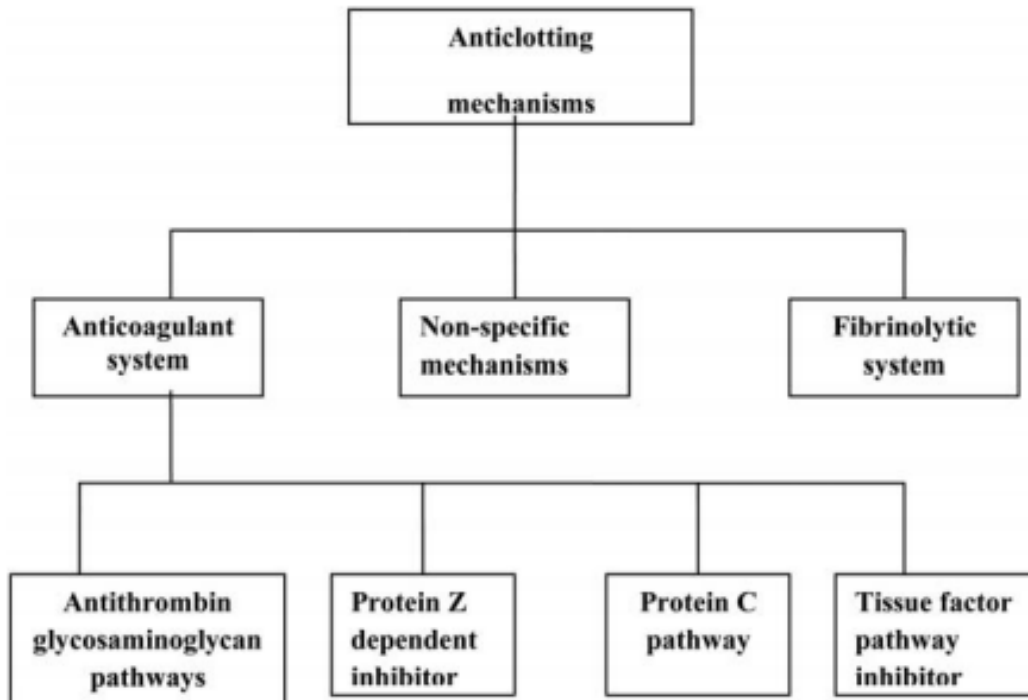 Anticlotting
mechanisms
Anticoagulant
system
Non-specific
mechanisms
Fibrinolytic
system
Antithrombin
glycosaminoglycan
pathways
Protein Z
dependent
inhibitor
Protein C
pathway
Tissue factor
pathway
inhibitor